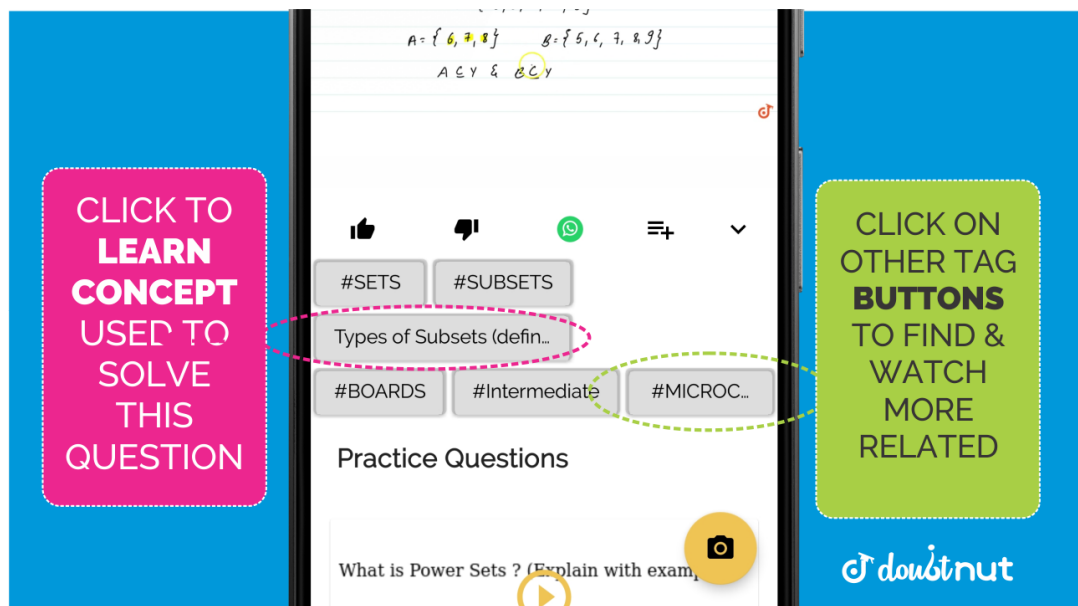 A = { 6, 7, 8 } B = { 5, 6, 7, 8, 9 }
A ⊆ Y & B ⊆ Y
CLICK TO
LEARN
CONCEPT
USED TO
SOLVE
THIS
QUESTION
#SETS #SUBSETS
Types of Subsets (defin...
#BOARDS #Intermediate #MICROC...
Practice Questions
What is Power Sets ? (Explain with
CLICK ON
OTHER TAG
BUTTONS
TO FIND &
WATCH
MORE
RELATED
doubtnut